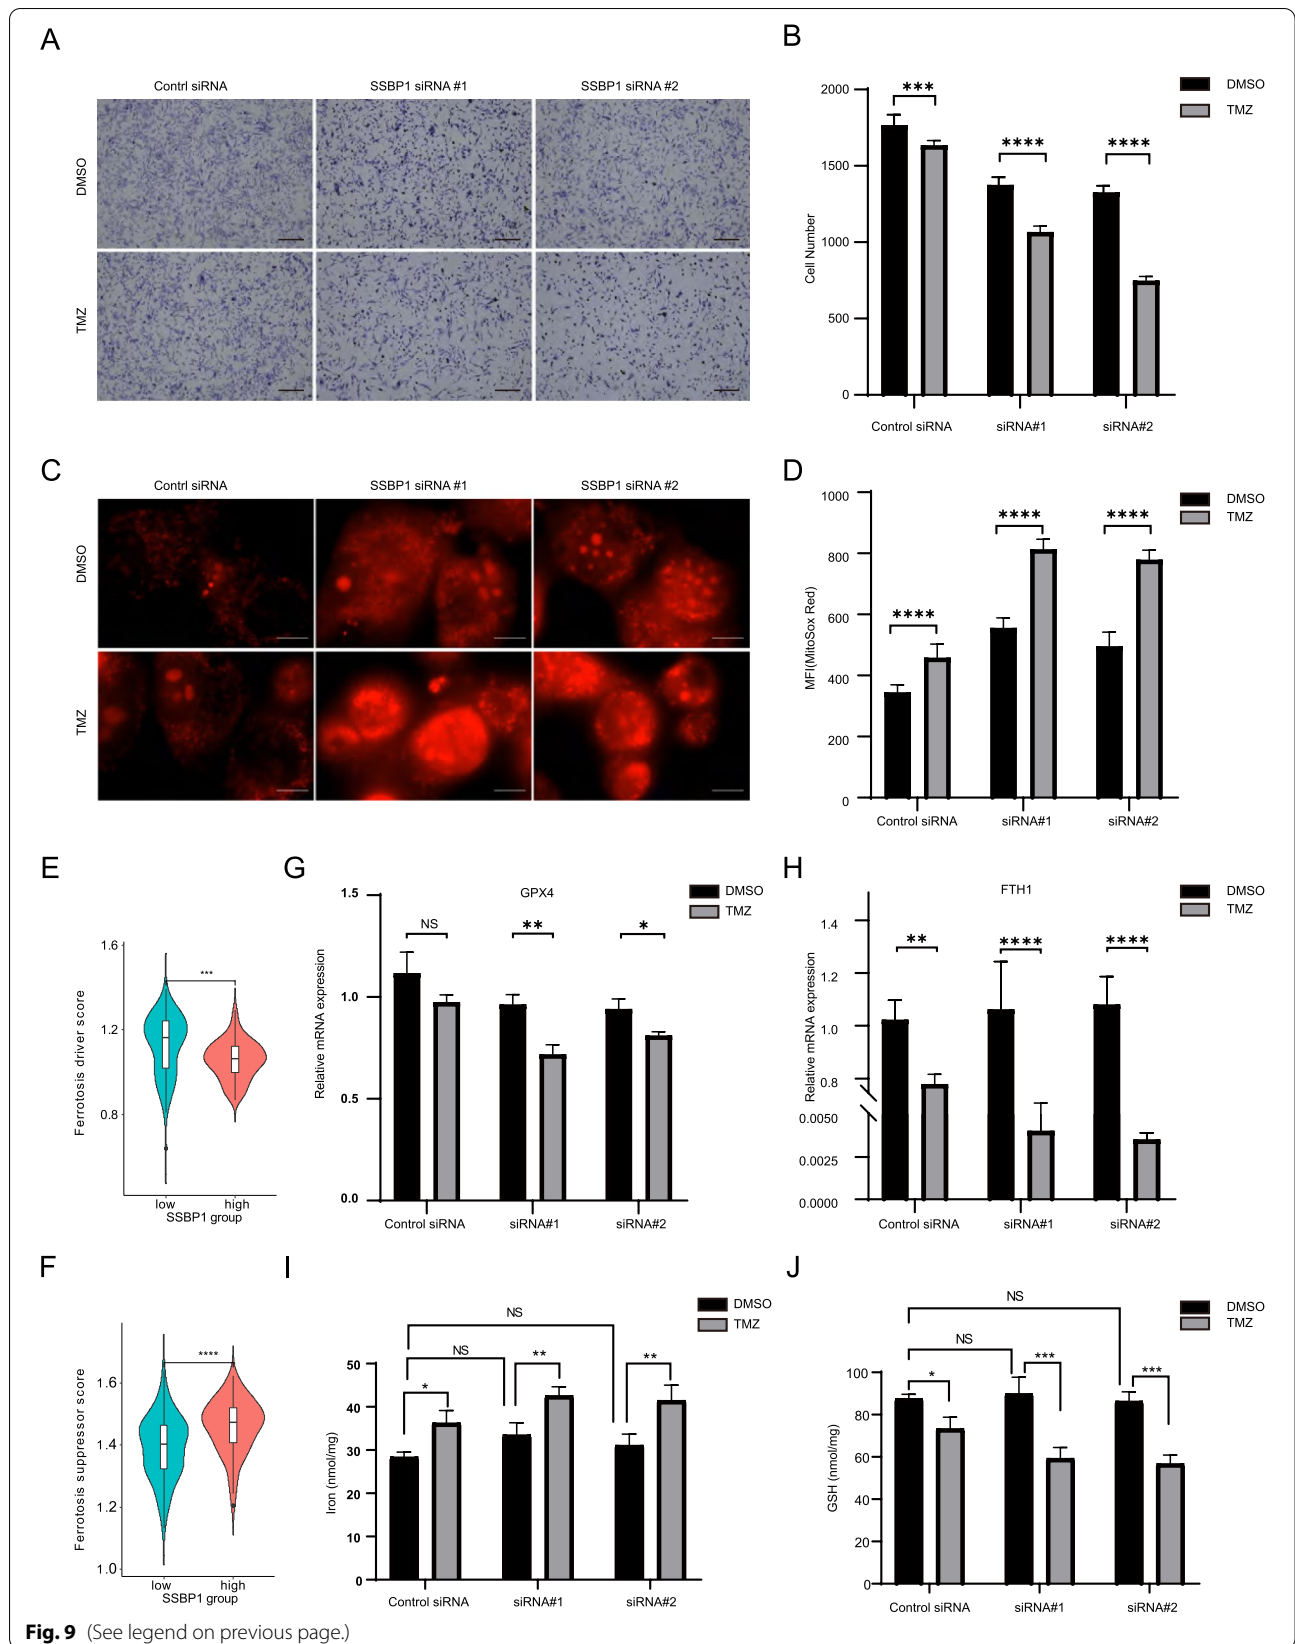 A
Contrl siRNA SSBP1 siRNA #1 SSBP1 siRNA #2
DMSO
TMZ
B
DMSO
TMZ
Cell Number
2000
1500
1000
500
0
*** **** ****
Control siRNA siRNA#1 siRNA#2
C
Contrl siRNA SSBP1 siRNA #1 SSBP1 siRNA #2
DMSO
TMZ
D
DMSO
TMZ
MFI(MitoSox Red)
1000
800
600
400
200
0
**** **** ****
Control siRNA siRNA#1 siRNA#2
E
Ferrotosis driver score
1.6
1.2
0.8
***
low high
SSBP1 group
G
GPX4
DMSO
TMZ
Relative mRNA expression
1.5
1.0
0.5
0.0
NS ** *
Control siRNA siRNA#1 siRNA#2
H
FTH1
DMSO
TMZ
Relative mRNA expression
1.4
1.2
1.0
0.8
0.0050
0.0025
0.0000
** **** ****
Control siRNA siRNA#1 siRNA#2
F
Ferrotosis suppressor score
1.6
1.4
1.2
1.0
****
low high
SSBP1 group
I
DMSO
TMZ
Iron (nmol/mg)
50
40
30
20
10
0
NS
NS
* ** **
Control siRNA siRNA#1 siRNA#2
J
DMSO
TMZ
GSH (nmol/mg)
100
80
60
40
20
0
NS
NS
* *** ***
Control siRNA siRNA#1 siRNA#2
Fig. 9 (See legend on previous page.)